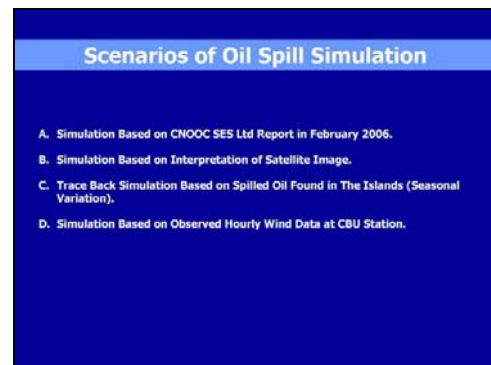 Scenarios of Oil Spill Simulation
A. Simulation Based on CNOOC SES Ltd Report in February 2006.
B. Simulation Based on Interpretation of Satellite Image.
C. Trace Back Simulation Based on Spilled Oil Found in The Islands (Seasonal
Variation).
D. Simulation Based on Observed Hourly Wind Data at CBU Station.